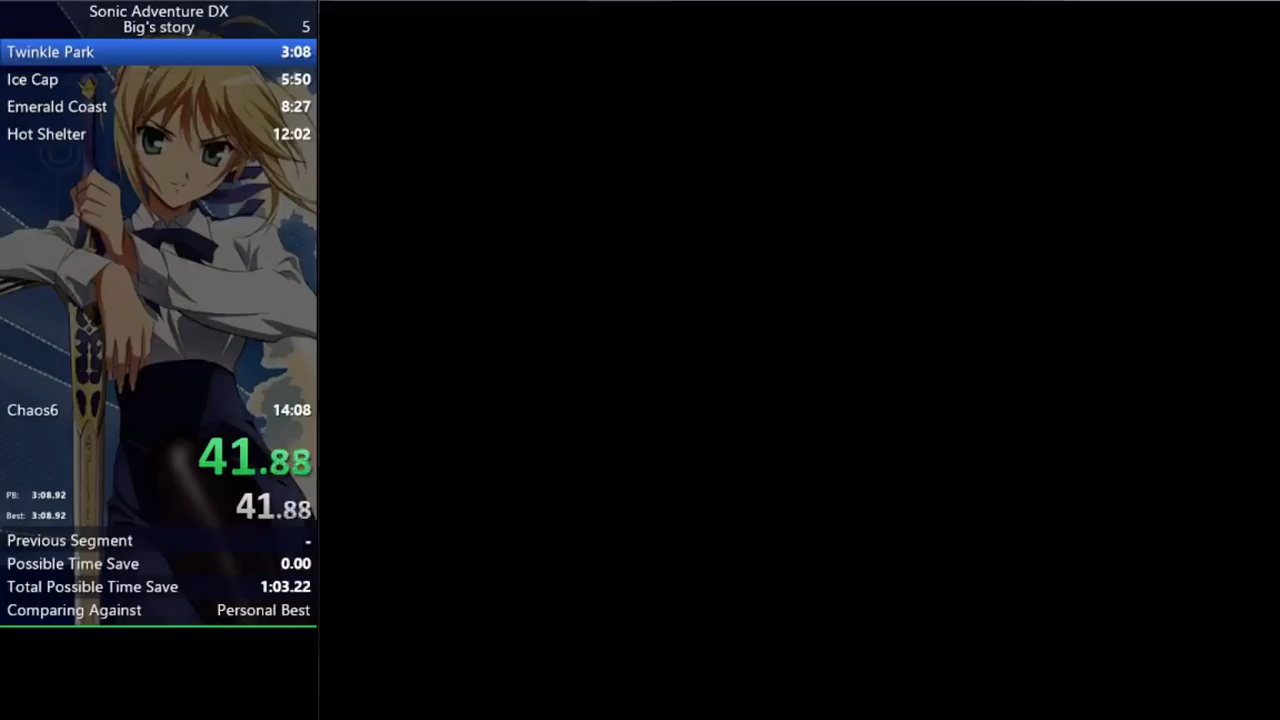 Sonic Adventure DX
Big's story 5
Twinkle Park 3:08
Ice Cap 5:50
Emerald Coast 8:27
Hot Shelter 12:02
Chaos6 14:08
41.88
PB: 3:08.92 41.88
Best: 3:08.92
Previous Segment -
Possible Time Save 0.00
Total Possible Time Save 1:03.22
Comparing Against Personal Best